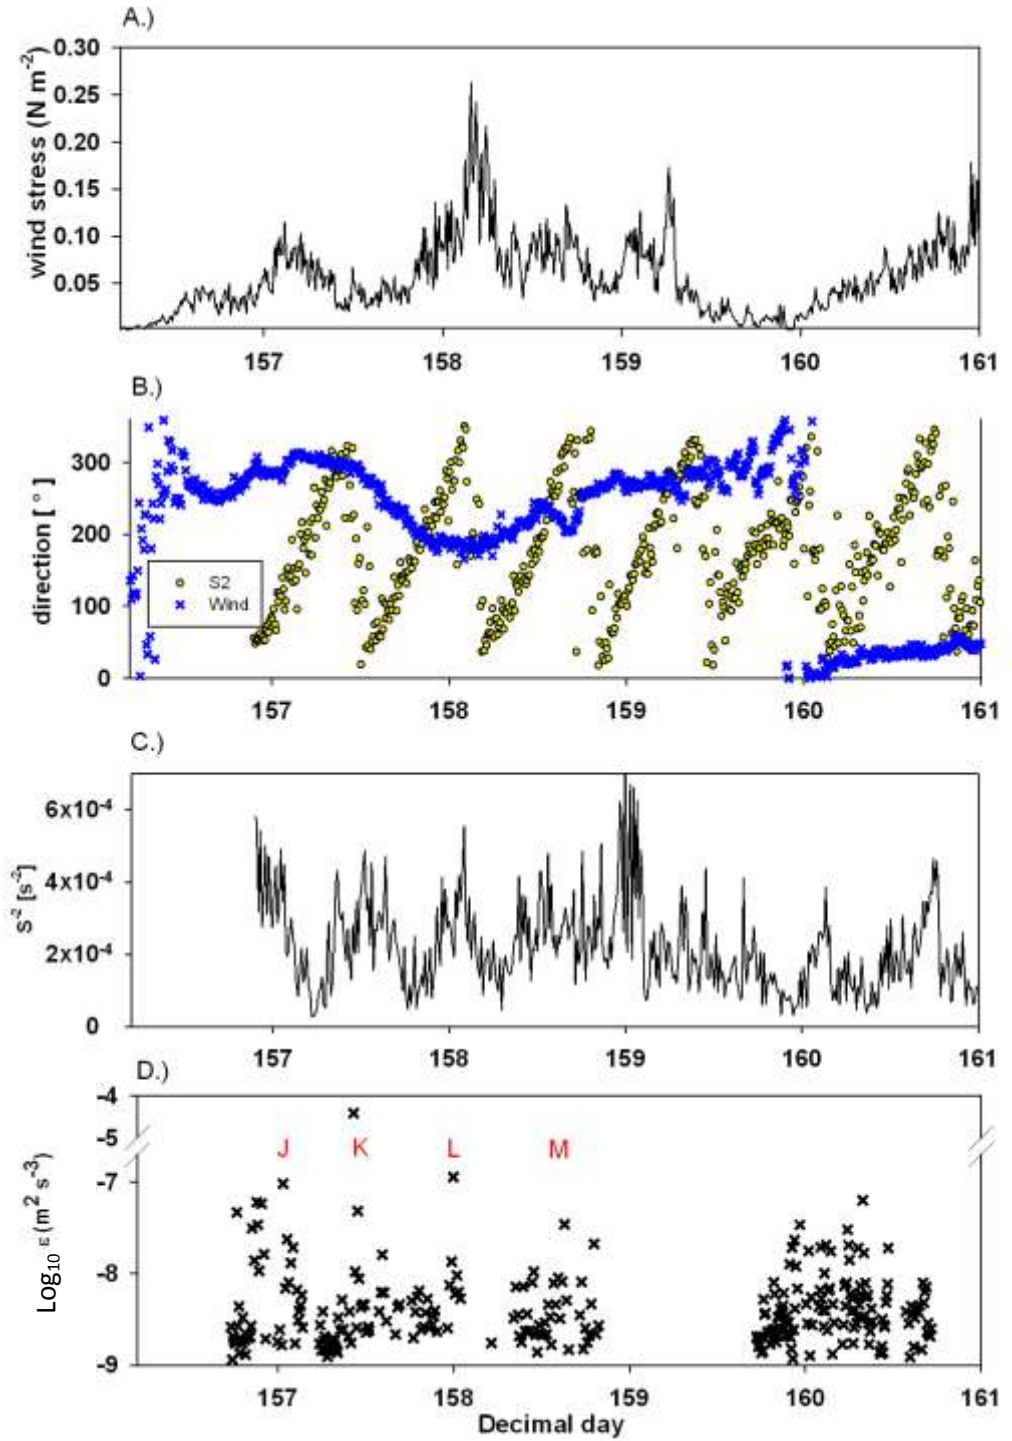 A.)
wind stress (N m-2)
0.30
0.25
0.20
0.15
0.10
0.05
157 158 159 160 161
B.)
direction [ ° ]
300
200
100
0
S2
Wind
157 158 159 160 161
C.)
S-2 [s-2]
6x10-4
4x10-4
2x10-4
0
157 158 159 160 161
D.)
Log10 ε (m2 s-3)
-4
-5
-7
-8
-9
J K L M
157 158 159 160 161
Decimal day